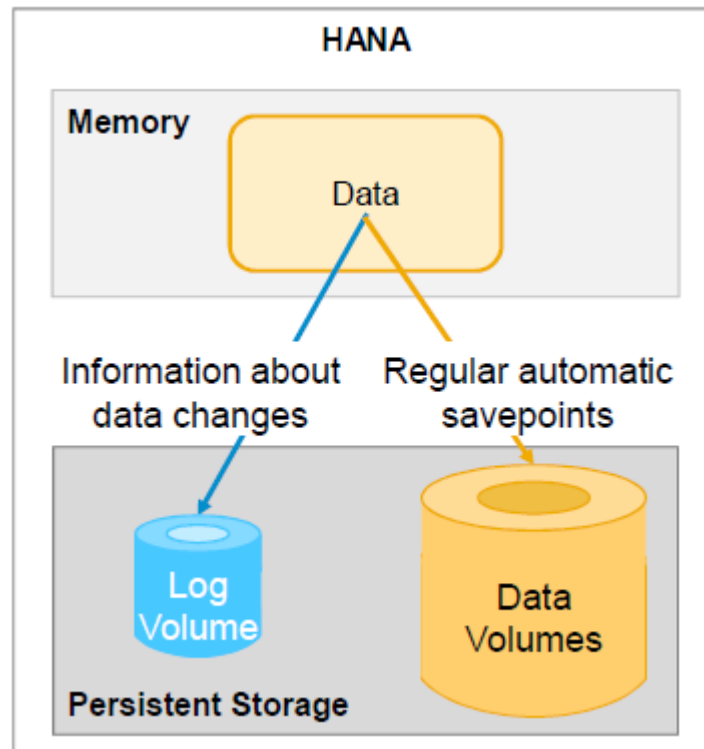 HANA
Memory
Data
Information about
data changes
Regular automatic
savepoints
Log
Volume
Data
Volumes
Persistent Storage